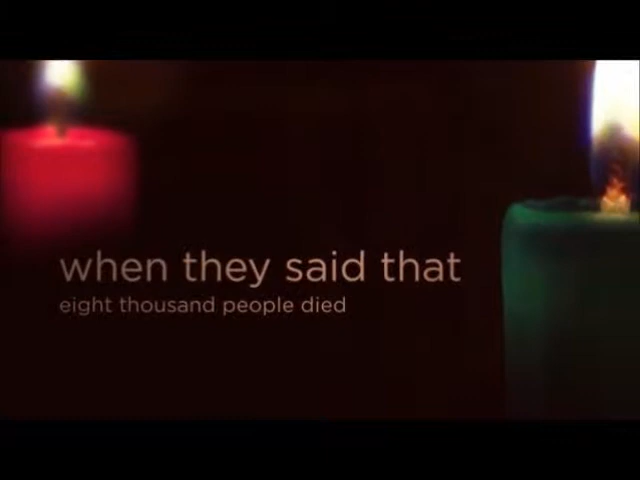 when they said that
eight thousand people died